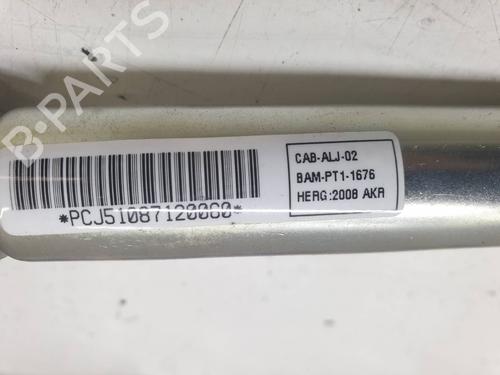 B-PARTS
CAB-ALJ-02
BAM-PT1-1676
HERG:2008 AKR
*PCJ51087120060*